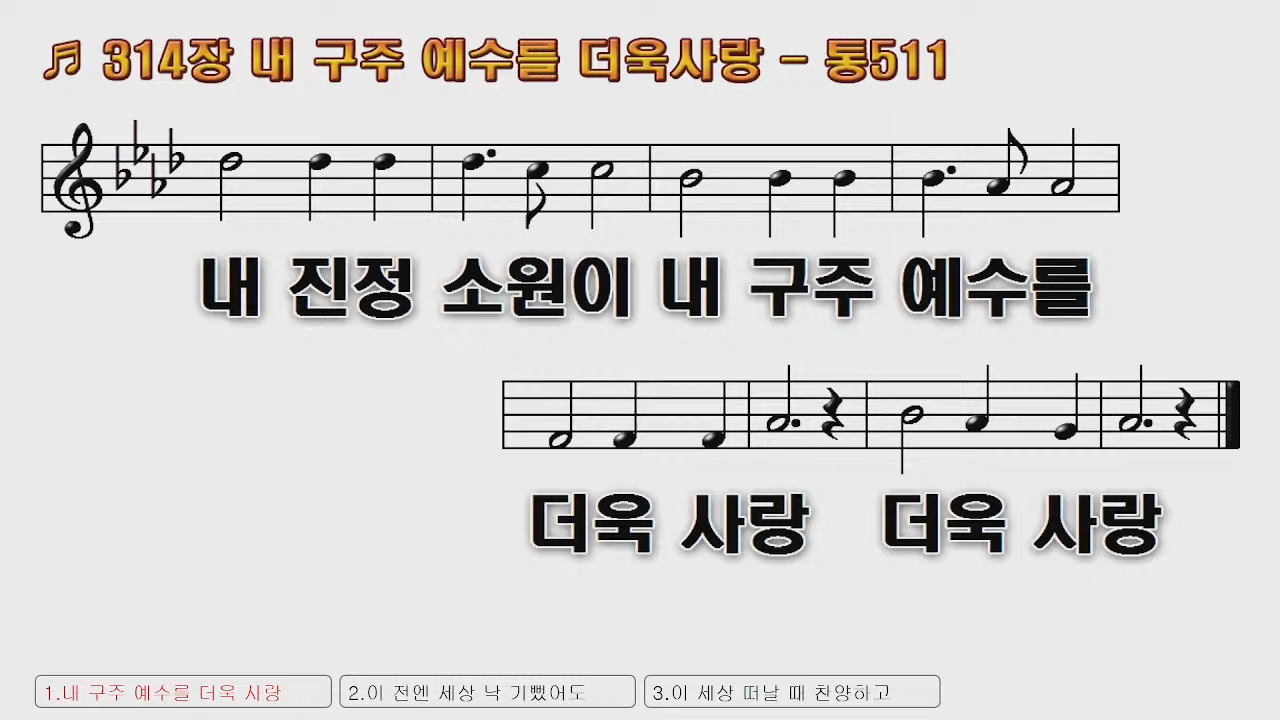 ♬ 314장 내 구주 예수를 더욱사랑 - 통511
내 진정 소원이 내 구주 예수를
더욱 사랑 더욱 사랑
1.내 구주 예수를 더욱 사랑
2.이 전엔 세상 낙 기뻤어도
3.이 세상 떠날 때 찬양하고